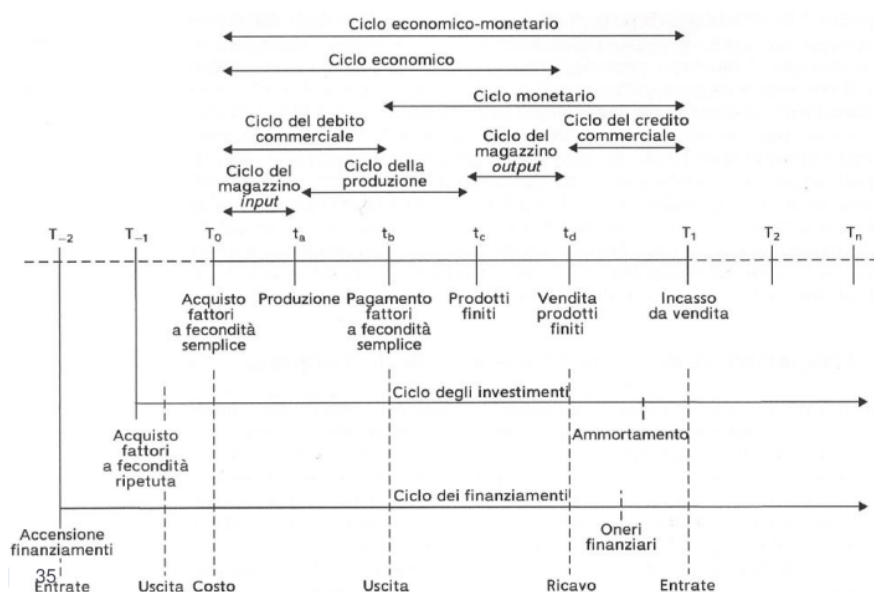 Ciclo economico-monetario
Ciclo economico
Ciclo monetario
Ciclo del debito
commerciale
Ciclo del credito
commerciale
Ciclo del
magazzino
input
Ciclo della
produzione
Ciclo del
magazzino
output
T₋₂
T₋₁
T₀
tₐ
t_b
t_c
t_d
T₁
T₂
Tₙ
Acquisto
fattori
a fecondità
semplice
Produzione
Pagamento
fattori
a fecondità
semplice
Prodotti
finiti
Vendita
prodotti
finiti
Incasso
da vendita
Ciclo degli investimenti
Acquisto
fattori
a fecondità
ripetuta
Ammortamento
Ciclo dei finanziamenti
Accensione
finanziamenti
Oneri
finanziari
35
Entrate
Uscita
Costo
Uscita
Ricavo
Entrate